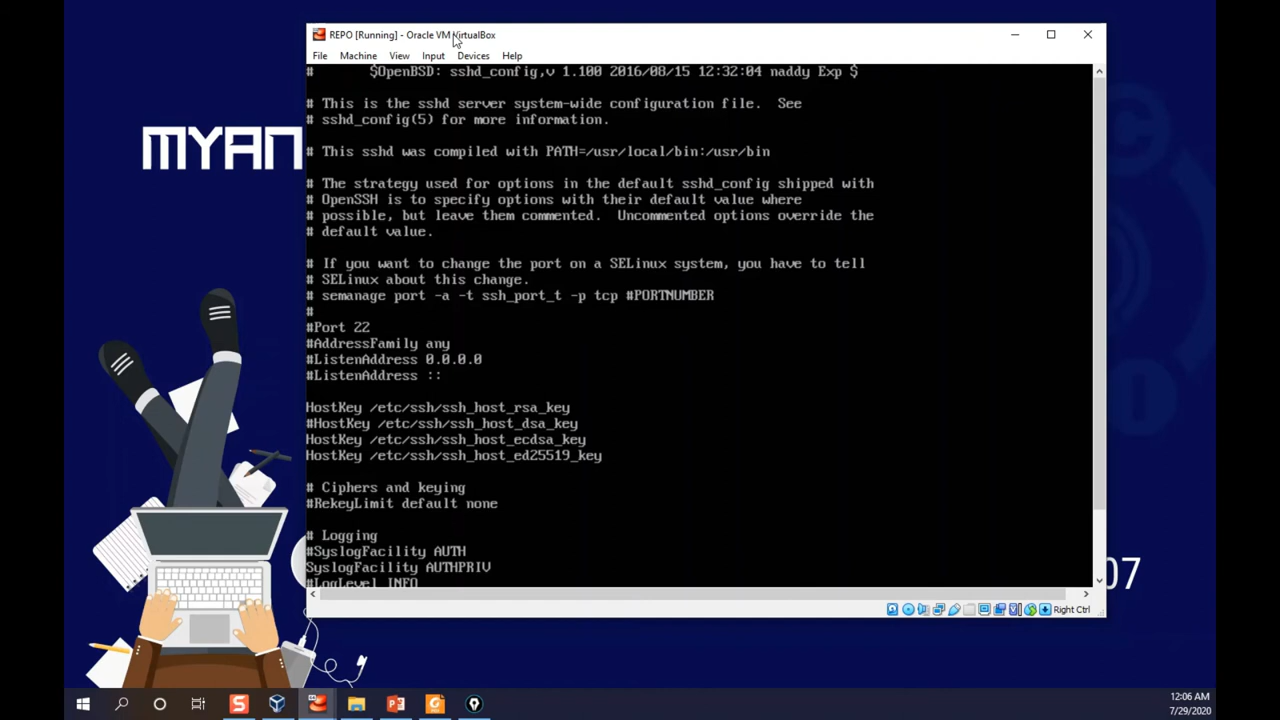 MYAN
REPO [Running] - Oracle VM VirtualBox
File Machine View Input Devices Help
# $OpenBSD: sshd_config,v 1.100 2016/08/15 12:32:04 naddy Exp $
# This is the sshd server system-wide configuration file. See
# sshd_config(5) for more information.
# This sshd was compiled with PATH=/usr/local/bin:/usr/bin
# The strategy used for options in the default sshd_config shipped with
# OpenSSH is to specify options with their default value where
# possible, but leave them commented. Uncommented options override the
# default value.
# If you want to change the port on a SELinux system, you have to tell
# SELinux about this change.
# semanage port -a -t ssh_port_t -p tcp #PORTNUMBER
#
#Port 22
#AddressFamily any
#ListenAddress 0.0.0.0
#ListenAddress ::
HostKey /etc/ssh/ssh_host_rsa_key
#HostKey /etc/ssh/ssh_host_dsa_key
HostKey /etc/ssh/ssh_host_ecdsa_key
HostKey /etc/ssh/ssh_host_ed25519_key
# Ciphers and keying
#RekeyLimit default none
# Logging
#SyslogFacility AUTH
SyslogFacility AUTHPRIV
#LogLevel INFO
07
Right Ctrl
12:06 AM
7/29/2020